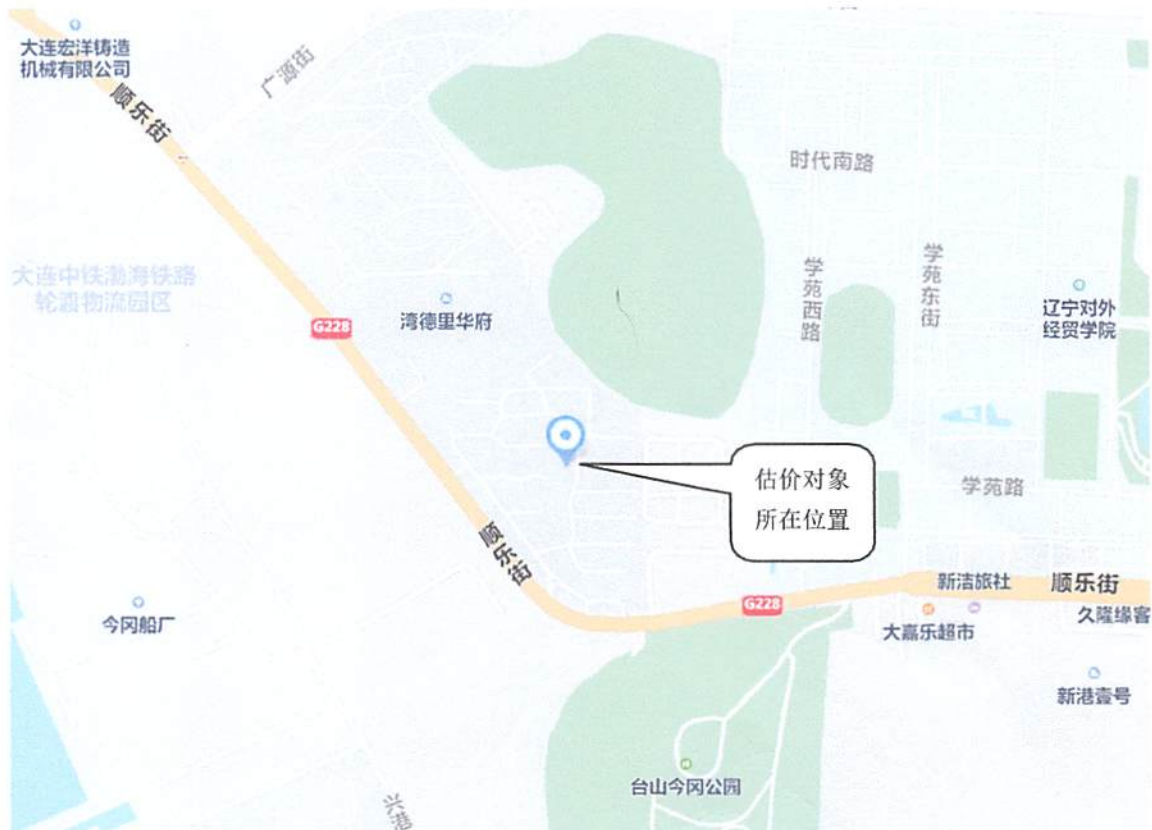 大连宏洋铸造
机械有限公司
广源街
顺乐街
时代南路
大连中铁渤海铁路
轮渡物流园区
学苑西路
学苑东街
辽宁对外
经贸学院
G228
湾德里华府
估价对象
所在位置
学苑路
顺乐街
G228
新洁旅社
顺乐街
今冈船厂
大嘉乐超市
久隆缘客
新港壹号
台山今冈公园
兴港